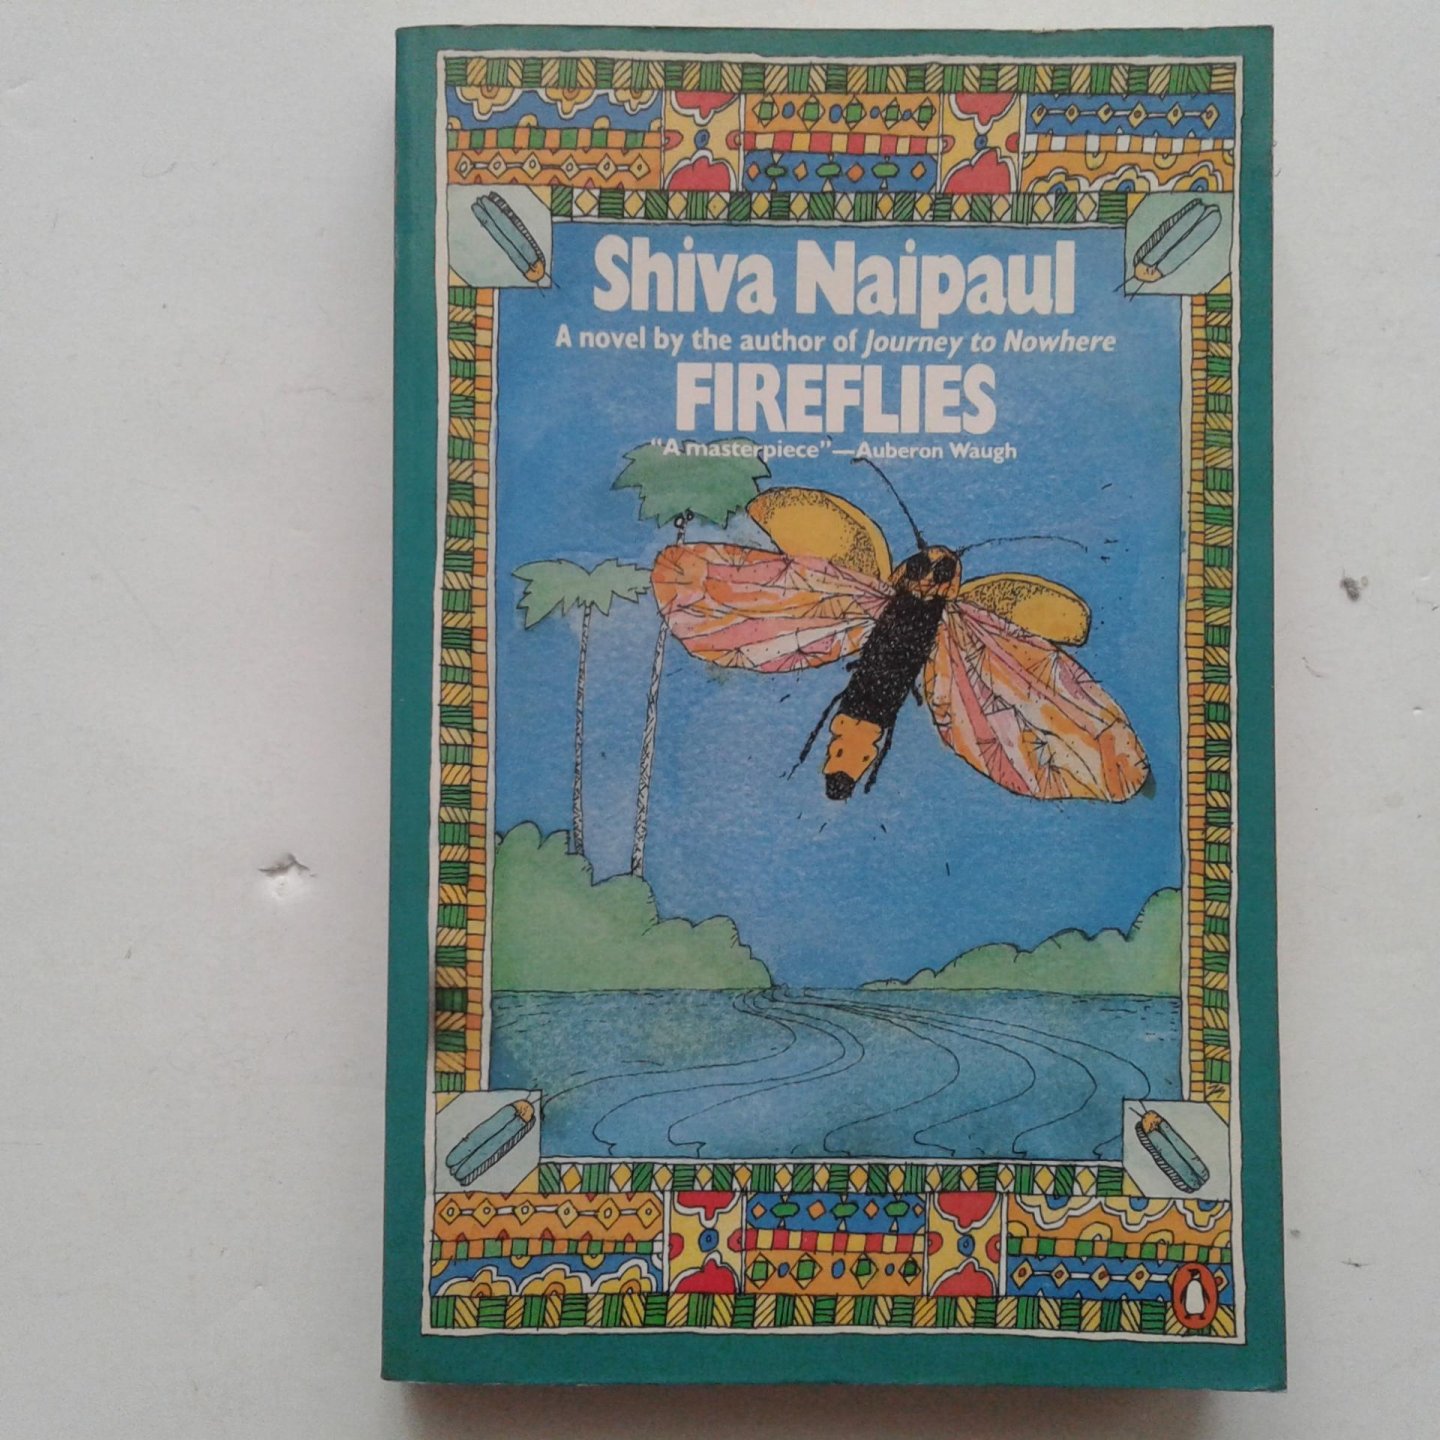 Shiva Naipaul
A novel by the author of Journey to Nowhere
FIREFLIES
“A masterpiece”—Auberon Waugh